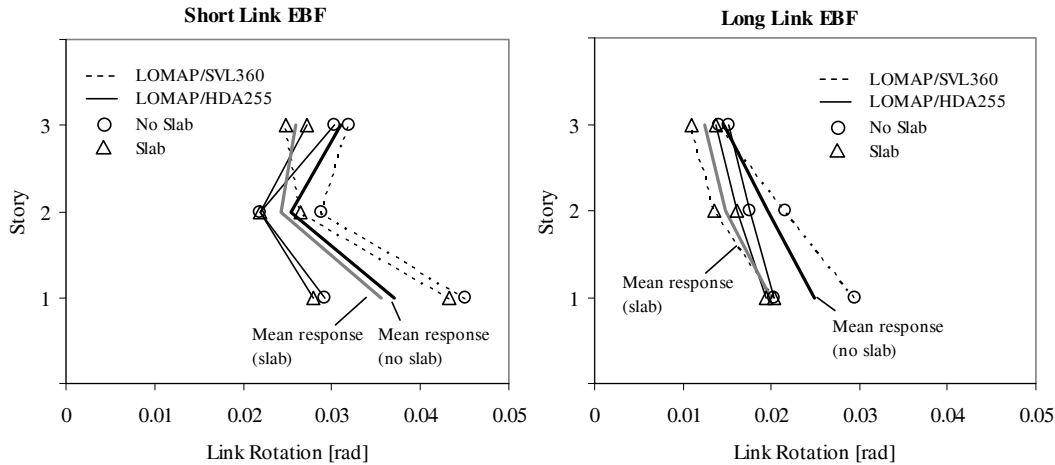 Short Link EBF
LOMAP/SVL360
LOMAP/HDA255
No Slab
Slab
3
2
1
Story
Mean response
(slab)
Mean response
(no slab)
0
0.01
0.02
0.03
0.04
0.05
Link Rotation [rad]
Long Link EBF
LOMAP/SVL360
LOMAP/HDA255
No Slab
Slab
3
2
1
Story
Mean response
(slab)
Mean response
(no slab)
0
0.01
0.02
0.03
0.04
0.05
Link Rotation [rad]